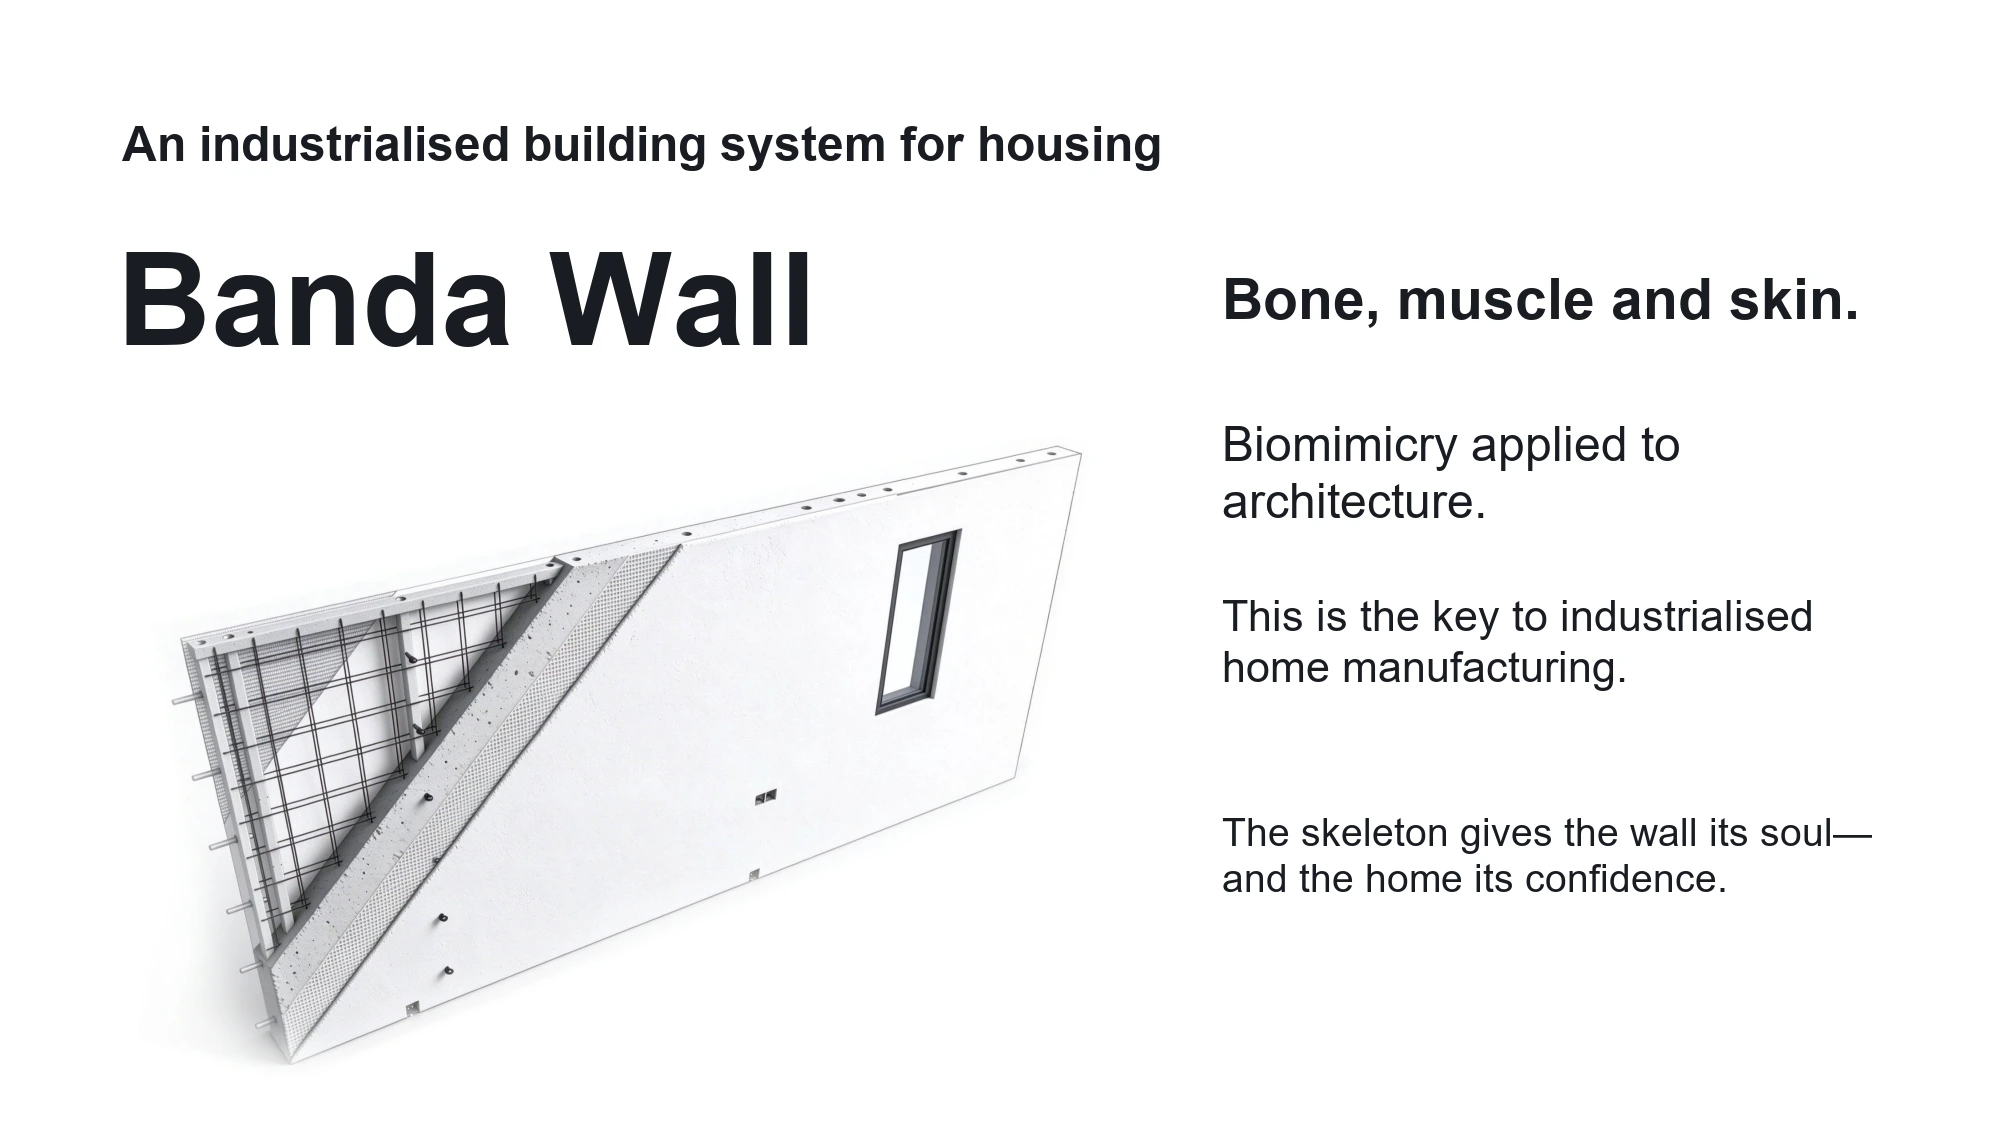 An industrialised building system for housing
Banda Wall
Bone, muscle and skin.
Biomimicry applied to
architecture.
This is the key to industrialised
home manufacturing.
The skeleton gives the wall its soul—
and the home its confidence.